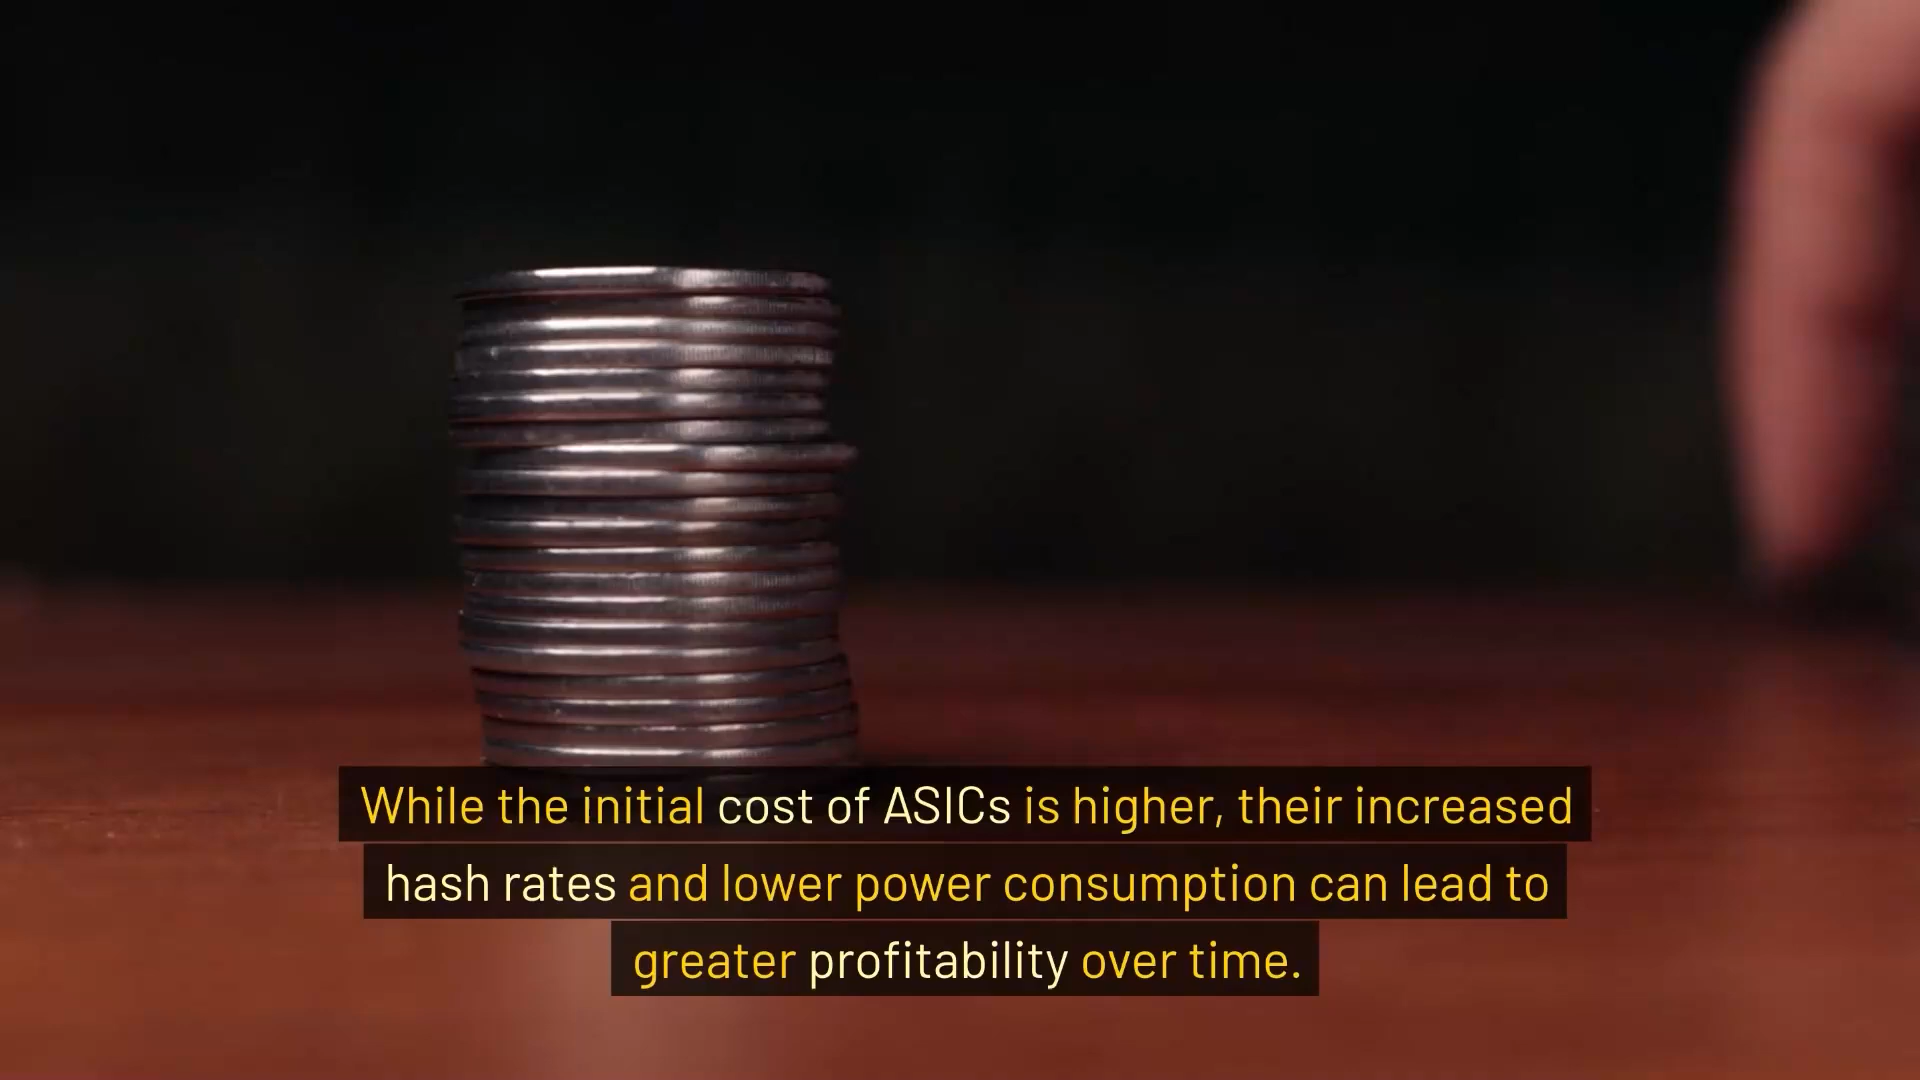 While the initial cost of ASICs is higher, their increased
hash rates and lower power consumption can lead to
greater profitability over time.